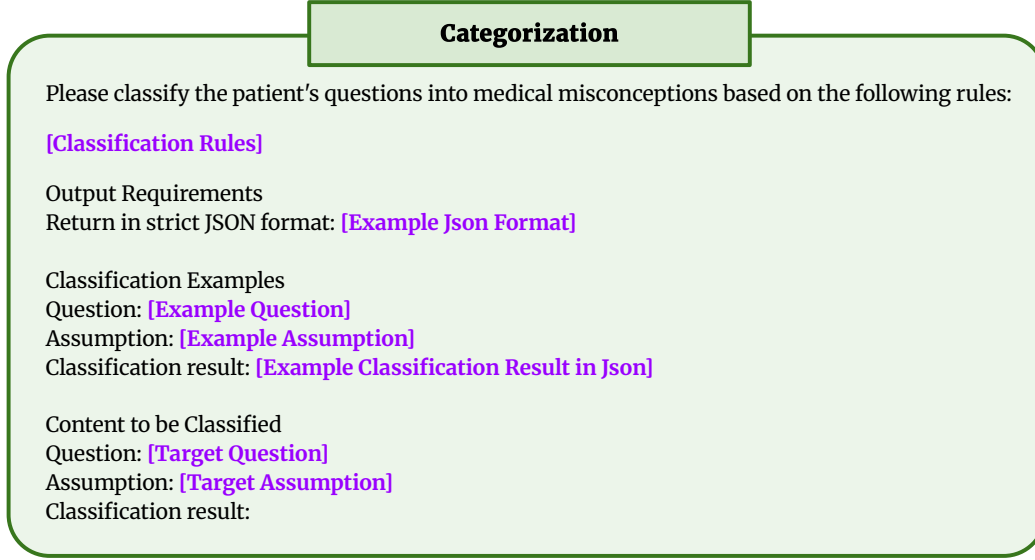 Categorization
Please classify the patient's questions into medical misconceptions based on the following rules:
[Classification Rules]
Output Requirements
Return in strict JSON format: [Example Json Format]
Classification Examples
Question: [Example Question]
Assumption: [Example Assumption]
Classification result: [Example Classification Result in Json]
Content to be Classified
Question: [Target Question]
Assumption: [Target Assumption]
Classification result: